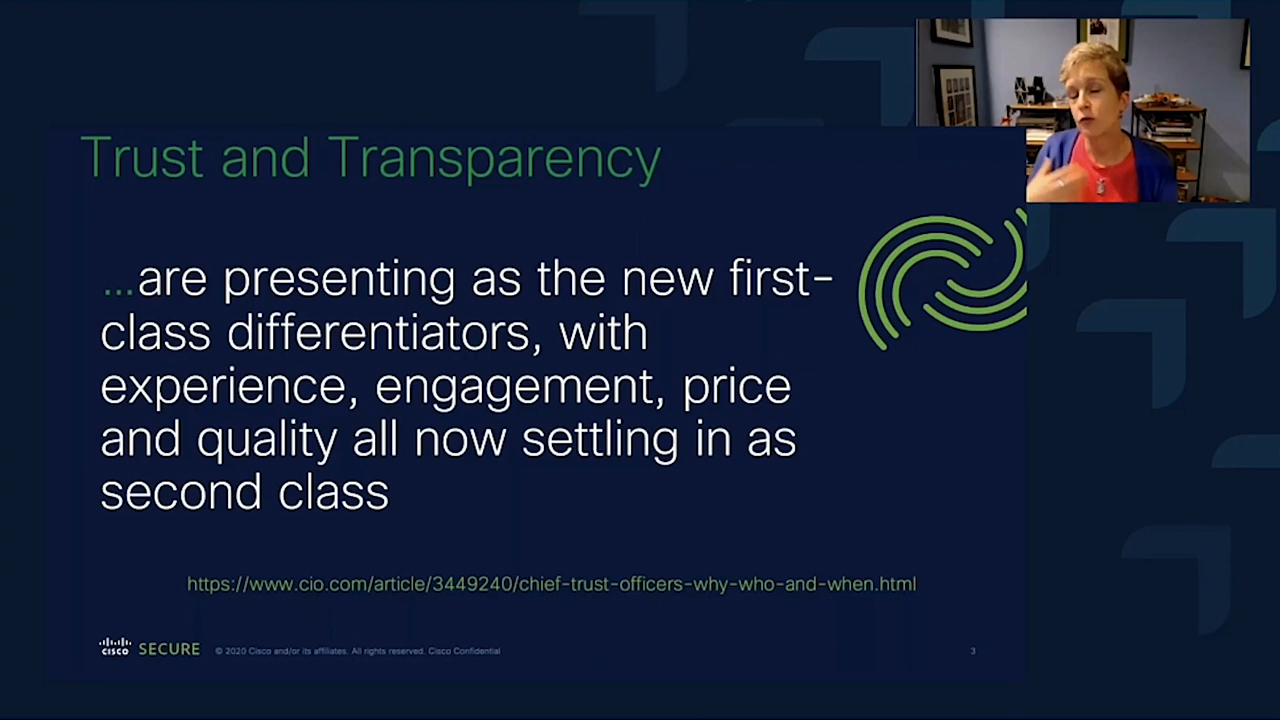 Trust and Transparency
...are presenting as the new first-
class differentiators, with
experience, engagement, price
and quality all now settling in as
second class
https://www.cio.com/article/3449240/chief-trust-officers-why-who-and-when.html
cisco SECURE © 2020 Cisco and/or its affiliates. All rights reserved. Cisco Confidential 3